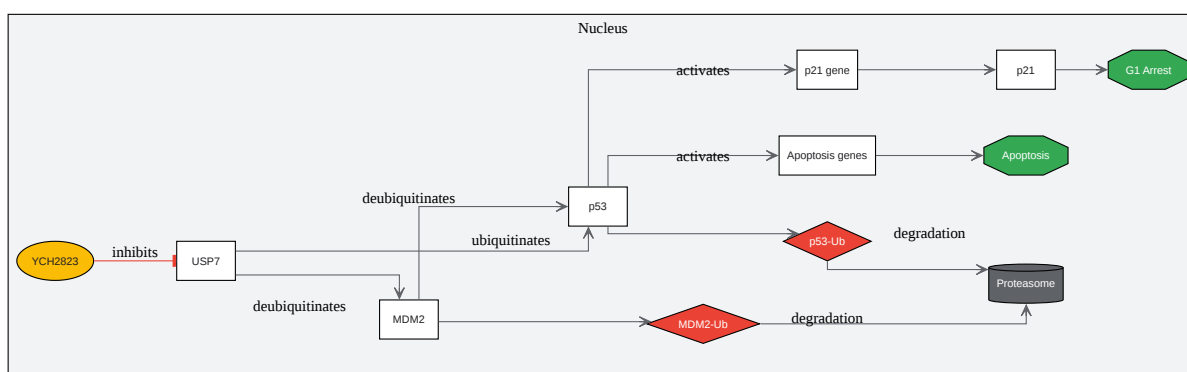 Nucleus
activates
p21 gene
p21
G1 Arrest
activates
Apoptosis genes
Apoptosis
deubiquitinates
p53
ubiquitinates
p53-Ub
degradation
YCH2823
inhibits
USP7
Proteasome
deubiquitinates
MDM2
MDM2-Ub
degradation